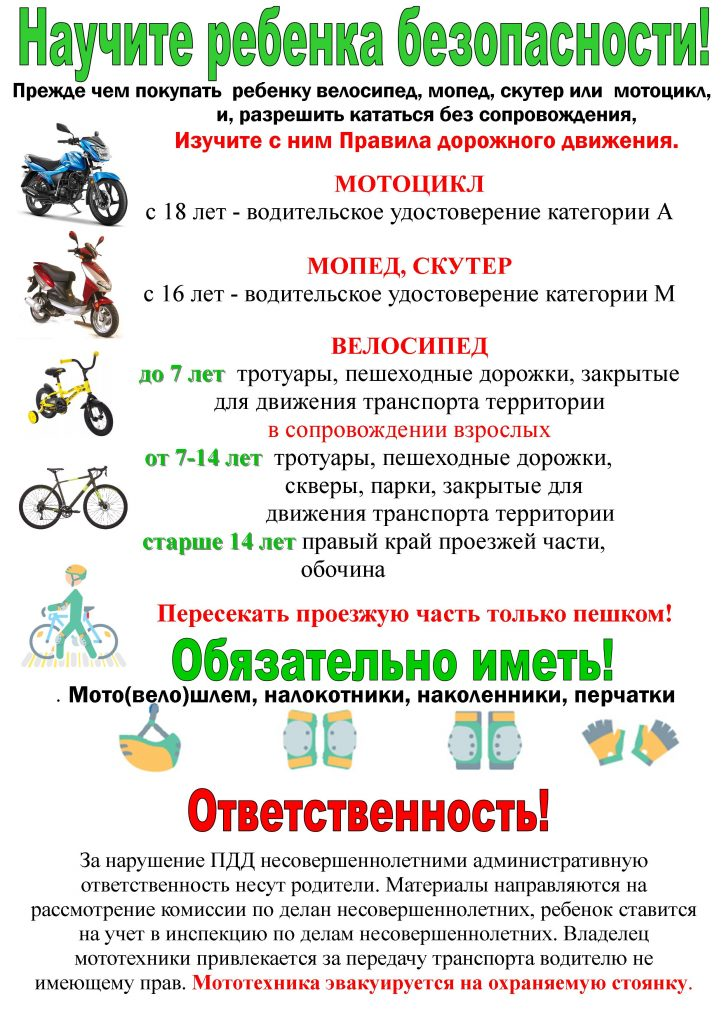 Научите ребенка безопасности!
Прежде чем покупать ребенку велосипед, мопед, скутер или мотоцикл,
и, разрешить кататься без сопровождения,
Изучите с ним Правила дорожного движения.
МОТОЦИКЛ
с 18 лет - водительское удостоверение категории А
МОПЕД, СКУТЕР
с 16 лет - водительское удостоверение категории М
ВЕЛОСИПЕД
до 7 лет тротуары, пешеходные дорожки, закрытые
для движения транспорта территории
в сопровождении взрослых
от 7-14 лет тротуары, пешеходные дорожки,
скверы, парки, закрытые для
движения транспорта территории
старше 14 лет правый край проезжей части,
обочина
Пересекать проезжую часть только пешком!
Обязательно иметь!
. Мото(вело)шлем, налокотники, наколенники, перчатки
Ответственность!
За нарушение ПДД несовершеннолетними административную
ответственность несут родители. Материалы направляются на
рассмотрение комиссии по делан несовершеннолетних, ребенок ставится
на учет в инспекцию по делам несовершеннолетних. Владелец
мототехники привлекается за передачу транспорта водителю не
имеющему прав. Мототехника эвакуируется на охраняемую стоянку.